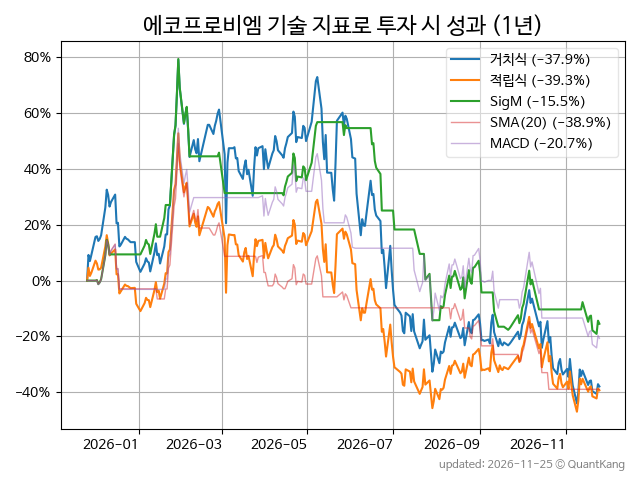 에코프로비엠 기술 지표로 투자 시 성과 (1년)
80%
60%
40%
20%
0%
−20%
−40%
거치식 (−37.9%)
적립식 (−39.3%)
SigM (−15.5%)
SMA(20) (−38.9%)
MACD (−20.7%)
2026-01
2026-03
2026-05
2026-07
2026-09
2026-11
updated: 2026-11-25 © QuantKang